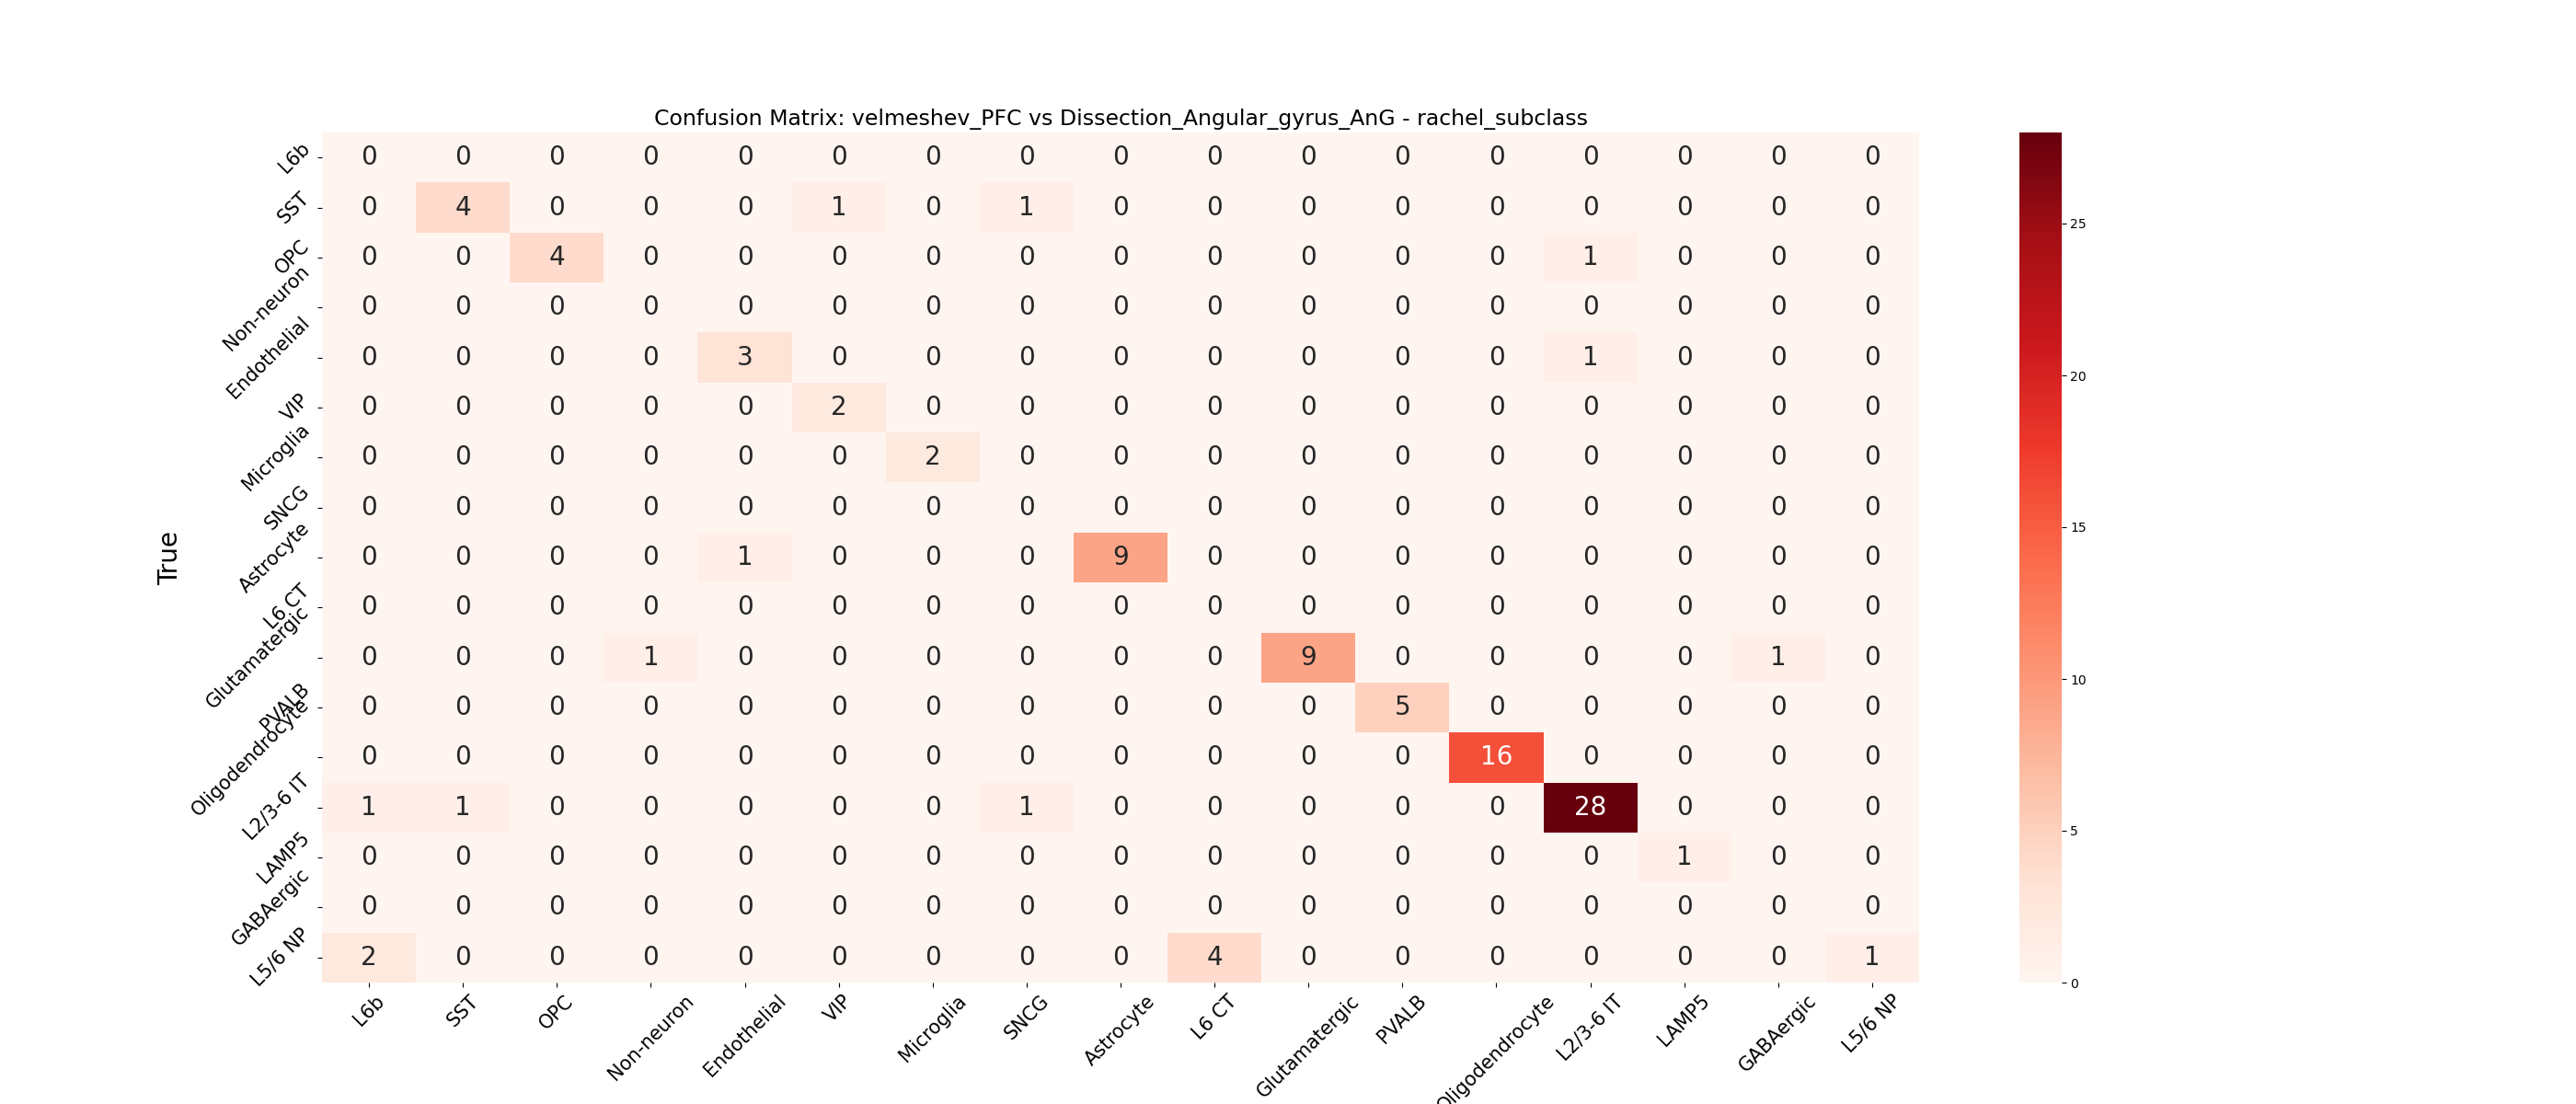 Confusion Matrix: velmeshev_PFC vs Dissection_Angular_gyrus_AnG - rachel_subclass
True
L6b 0 0 0 0 0 0 0 0 0 0 0 0 0 0 0 0 0
SST 0 4 0 0 0 1 0 1 0 0 0 0 0 0 0 0 0
OPC 0 0 4 0 0 0 0 0 0 0 0 0 0 1 0 0 0
Non-neuron 0 0 0 0 0 0 0 0 0 0 0 0 0 0 0 0 0
Endothelial 0 0 0 0 3 0 0 0 0 0 0 0 0 1 0 0 0
VIP 0 0 0 0 0 2 0 0 0 0 0 0 0 0 0 0 0
Microglia 0 0 0 0 0 0 2 0 0 0 0 0 0 0 0 0 0
SNCG 0 0 0 0 0 0 0 0 0 0 0 0 0 0 0 0 0
Astrocyte 0 0 0 0 1 0 0 0 9 0 0 0 0 0 0 0 0
L6 CT 0 0 0 0 0 0 0 0 0 0 0 0 0 0 0 0 0
Glutamatergic 0 0 0 1 0 0 0 0 0 0 9 0 0 0 0 1 0
PVALB 0 0 0 0 0 0 0 0 0 0 0 5 0 0 0 0 0
Oligodendrocyte 0 0 0 0 0 0 0 0 0 0 0 0 16 0 0 0 0
L2/3-6 IT 1 1 0 0 0 0 0 1 0 0 0 0 0 28 0 0 0
LAMP5 0 0 0 0 0 0 0 0 0 0 0 0 0 0 1 0 0
GABAergic 0 0 0 0 0 0 0 0 0 0 0 0 0 0 0 0 0
L5/6 NP 2 0 0 0 0 0 0 0 0 4 0 0 0 0 0 0 1
L6b SST OPC Non-neuron Endothelial VIP Microglia SNCG Astrocyte L6 CT Glutamatergic PVALB Oligodendrocyte L2/3-6 IT LAMP5 GABAergic L5/6 NP
25
20
15
10
5
0